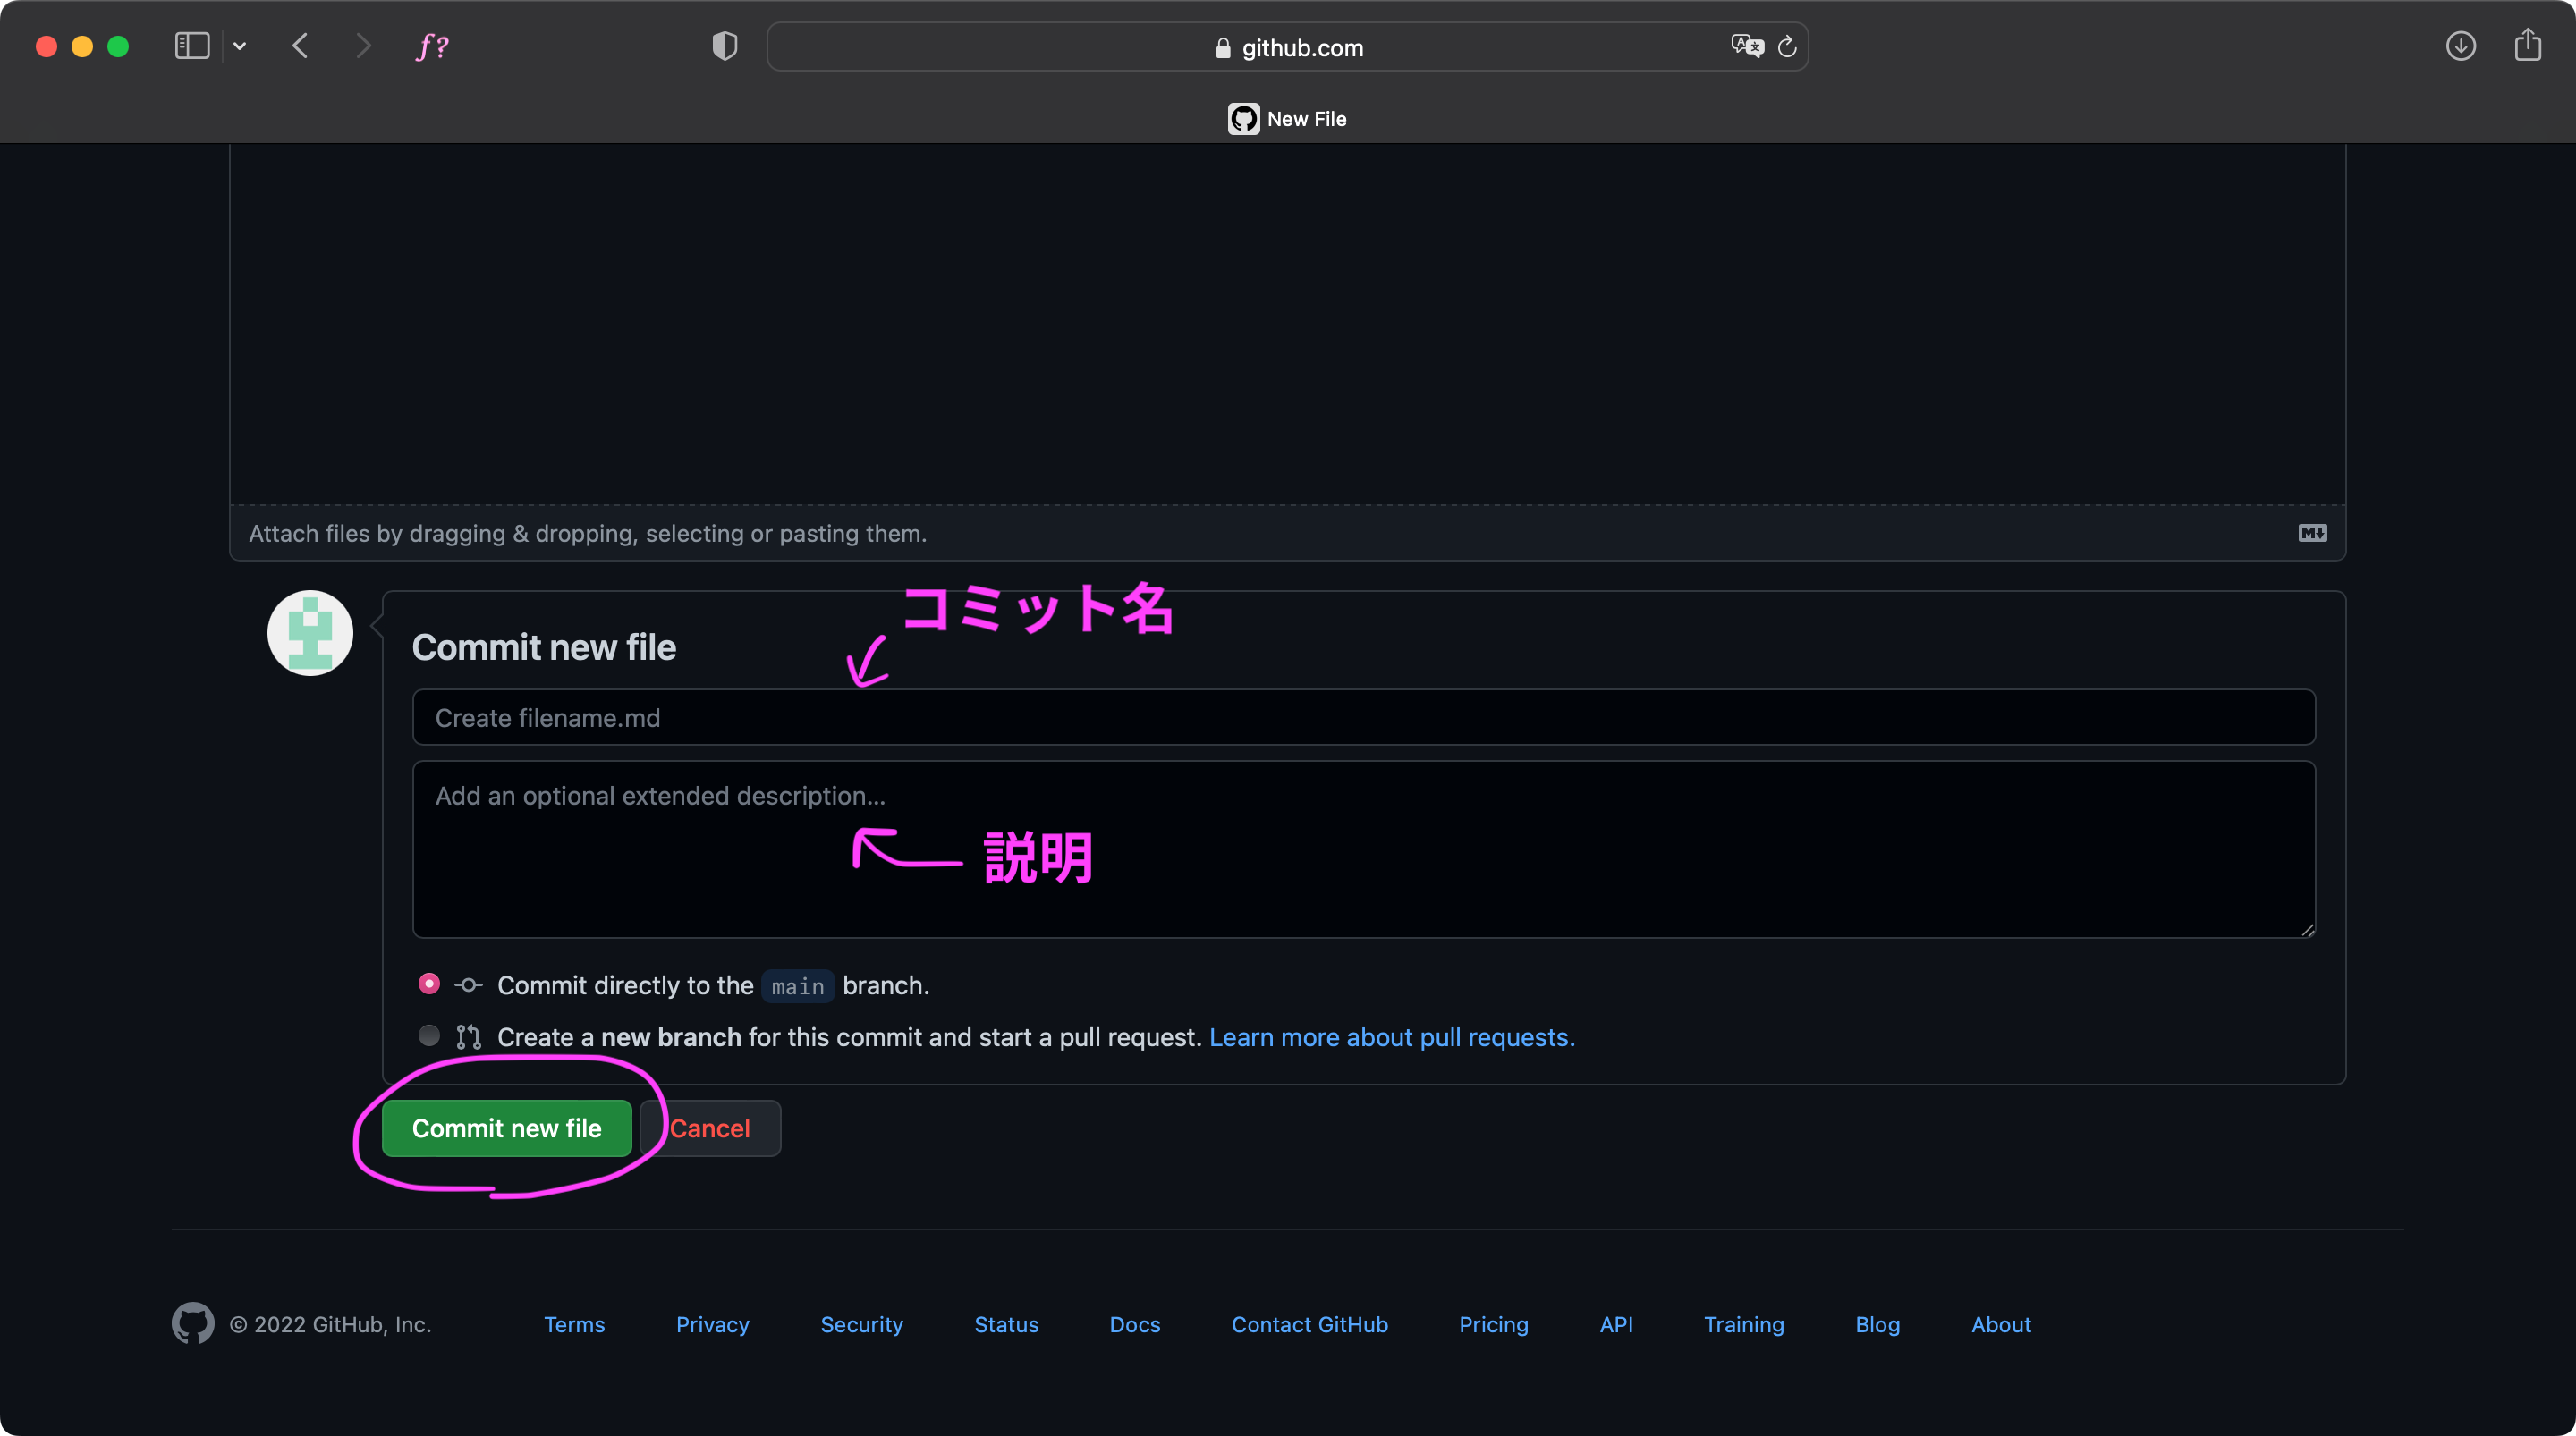 f?
github.com
New File
Attach files by dragging & dropping, selecting or pasting them.
コミット名
Commit new file
Create filename.md
Add an optional extended description...
説明
Commit directly to the main branch.
Create a new branch for this commit and start a pull request. Learn more about pull requests.
Commit new file
Cancel
© 2022 GitHub, Inc.
Terms
Privacy
Security
Status
Docs
Contact GitHub
Pricing
API
Training
Blog
About